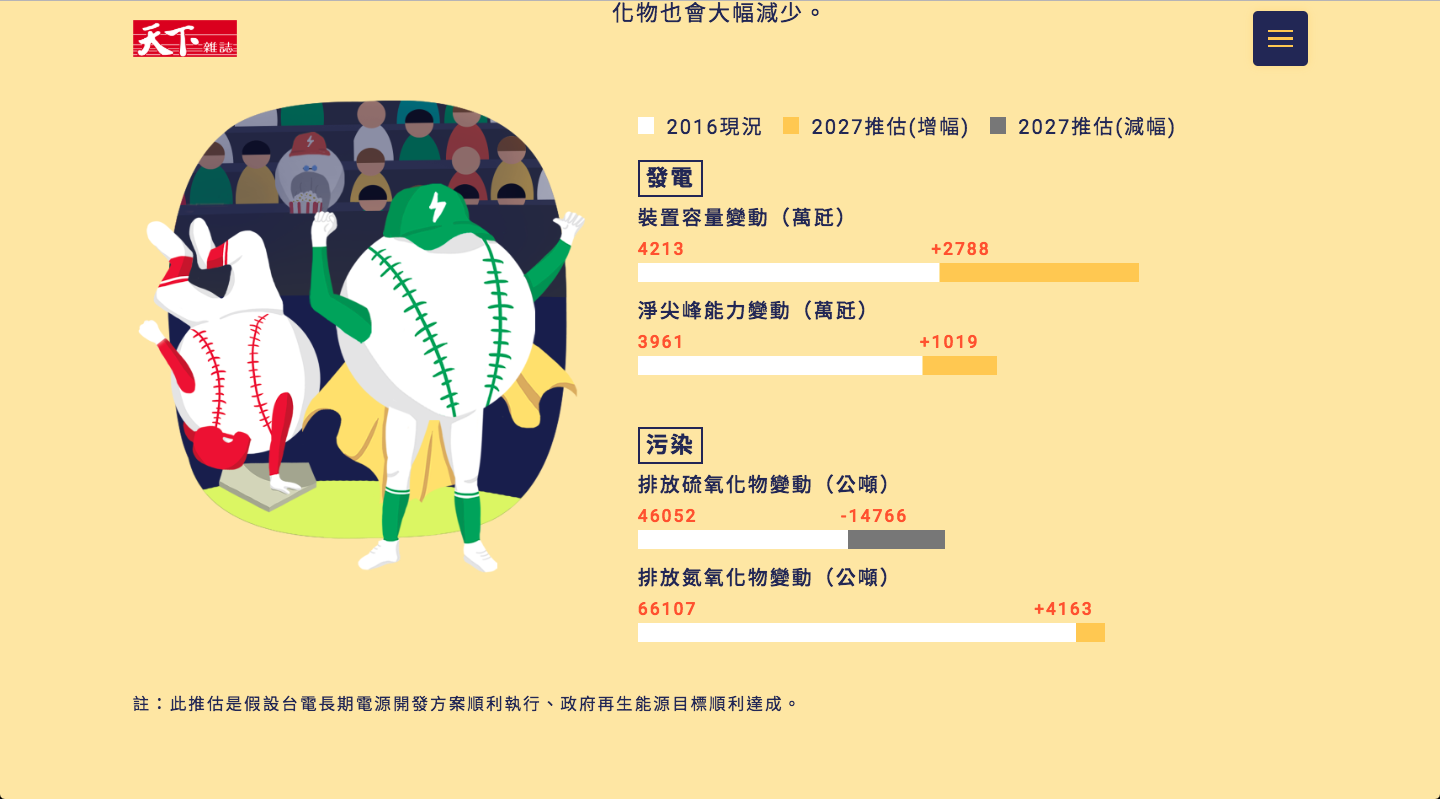 化物也會大幅減少。
天下雜誌
2016現況 2027推估(增幅) 2027推估(減幅)
發電
裝置容量變動（萬瓩）
4213 +2788
淨尖峰能力變動（萬瓩）
3961 +1019
污染
排放硫氧化物變動（公噸）
46052 -14766
排放氮氧化物變動（公噸）
66107 +4163
註：此推估是假設台電長期電源開發方案順利執行、政府再生能源目標順利達成。